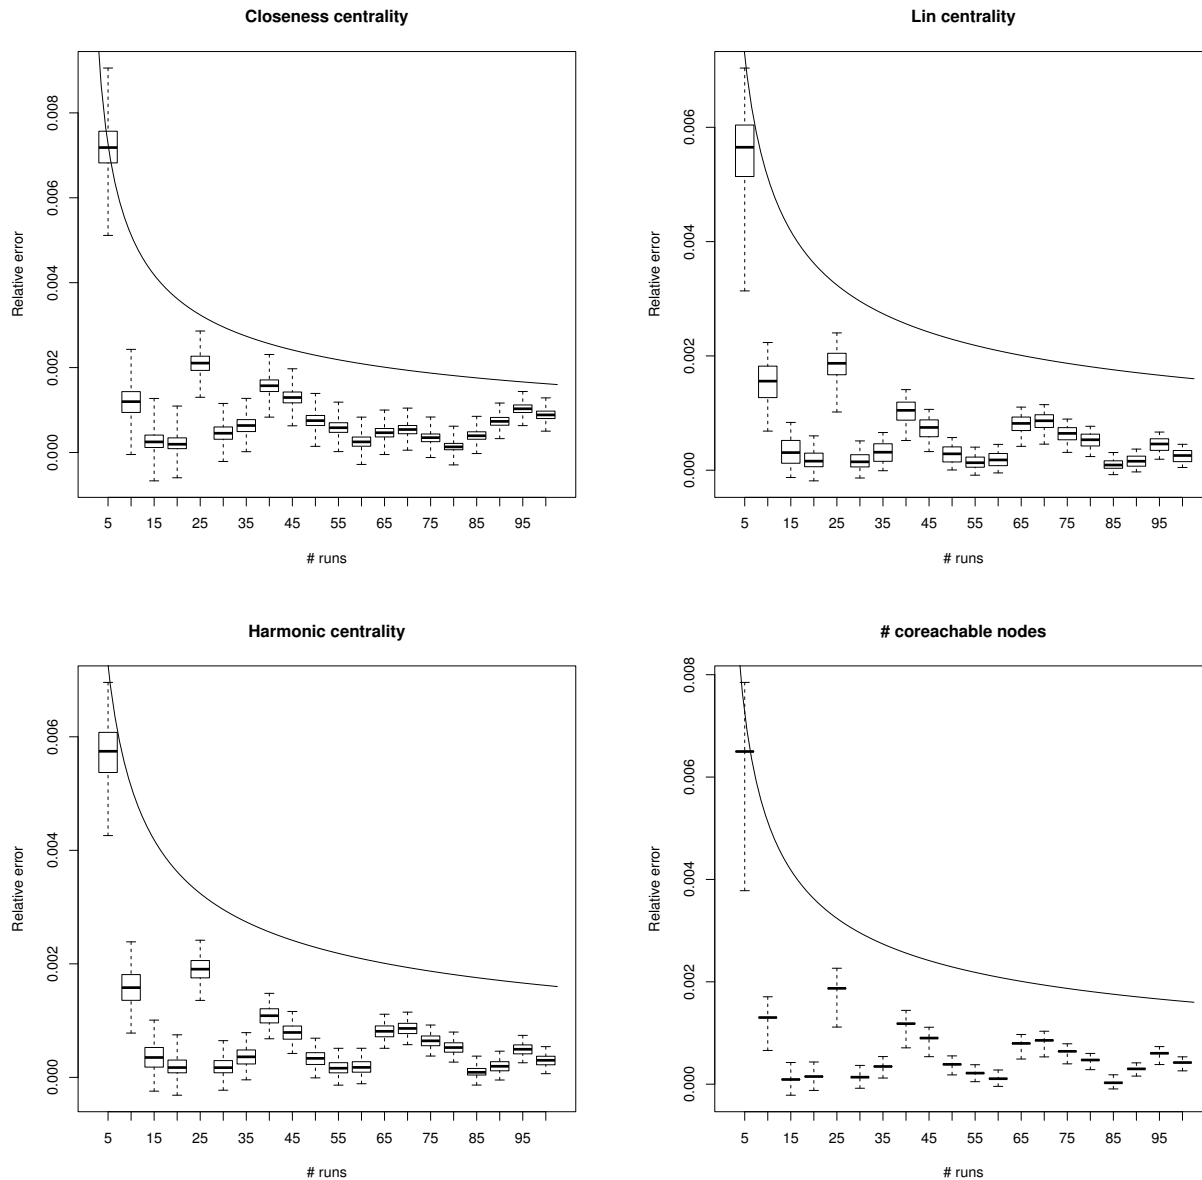 Closeness centrality
Relative error
0.000 0.002 0.004 0.006 0.008
5 15 25 35 45 55 65 75 85 95
# runs
Lin centrality
Relative error
0.000 0.002 0.004 0.006
5 15 25 35 45 55 65 75 85 95
# runs
Harmonic centrality
Relative error
0.000 0.002 0.004 0.006
5 15 25 35 45 55 65 75 85 95
# runs
# coreachable nodes
Relative error
0.000 0.002 0.004 0.006 0.008
5 15 25 35 45 55 65 75 85 95
# runs